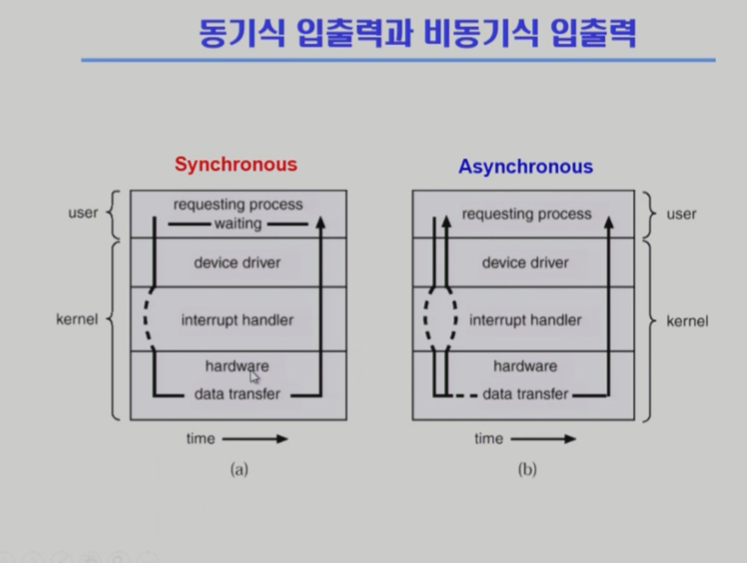 동기식 입출력과 비동기식 입출력
Synchronous
requesting process
waiting
user
device driver
kernel
interrupt handler
hardware
data transfer
time
(a)
Asynchronous
requesting process
user
device driver
interrupt handler
kernel
hardware
data transfer
time
(b)